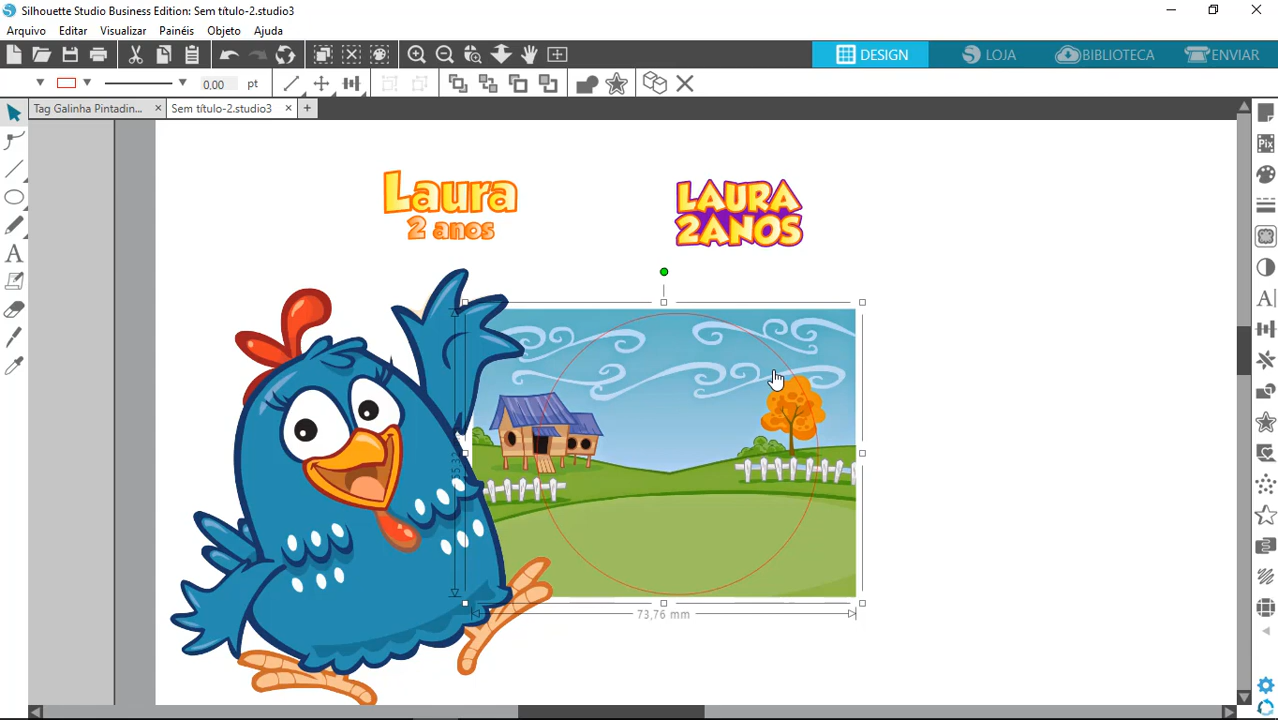 Silhouette Studio Business Edition: Sem título-2.studio3
Arquivo Editar Visualizar Painéis Objeto Ajuda
DESIGN LOJA BIBLIOTECA ENVIAR
0,00 pt
Tag Galinha Pintadin... Sem título-2.studio3
Laura
2 anos
LAURA
2ANOS
73,76 mm